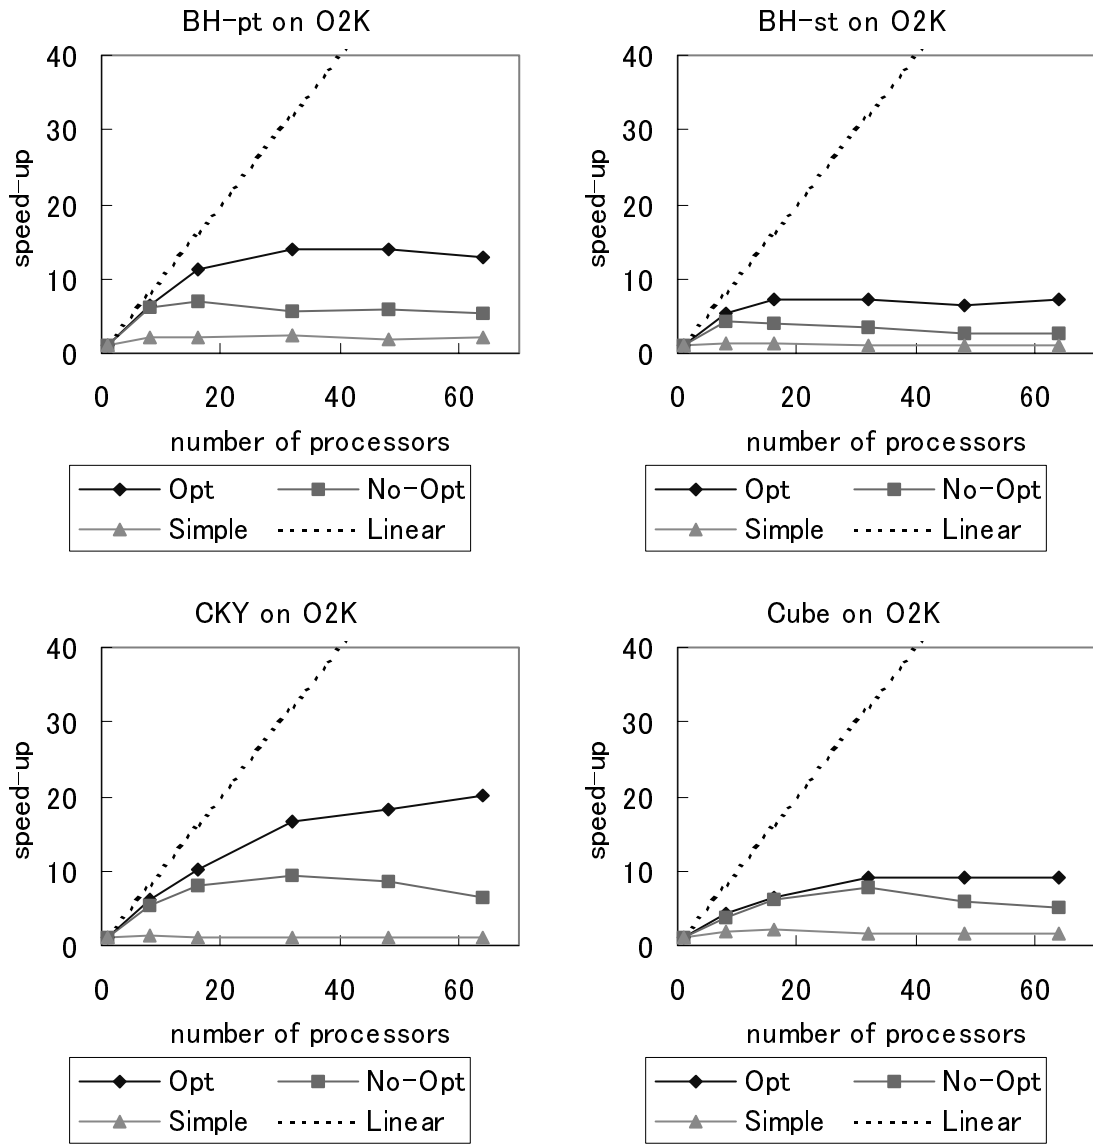 BH-pt on O2K
40
30
20
10
0
speed-up
0 20 40 60
number of processors
Opt No-Opt
Simple Linear
BH-st on O2K
40
30
20
10
0
speed-up
0 20 40 60
number of processors
Opt No-Opt
Simple Linear
CKY on O2K
40
30
20
10
0
speed-up
0 20 40 60
number of processors
Opt No-Opt
Simple Linear
Cube on O2K
40
30
20
10
0
speed-up
0 20 40 60
number of processors
Opt No-Opt
Simple Linear